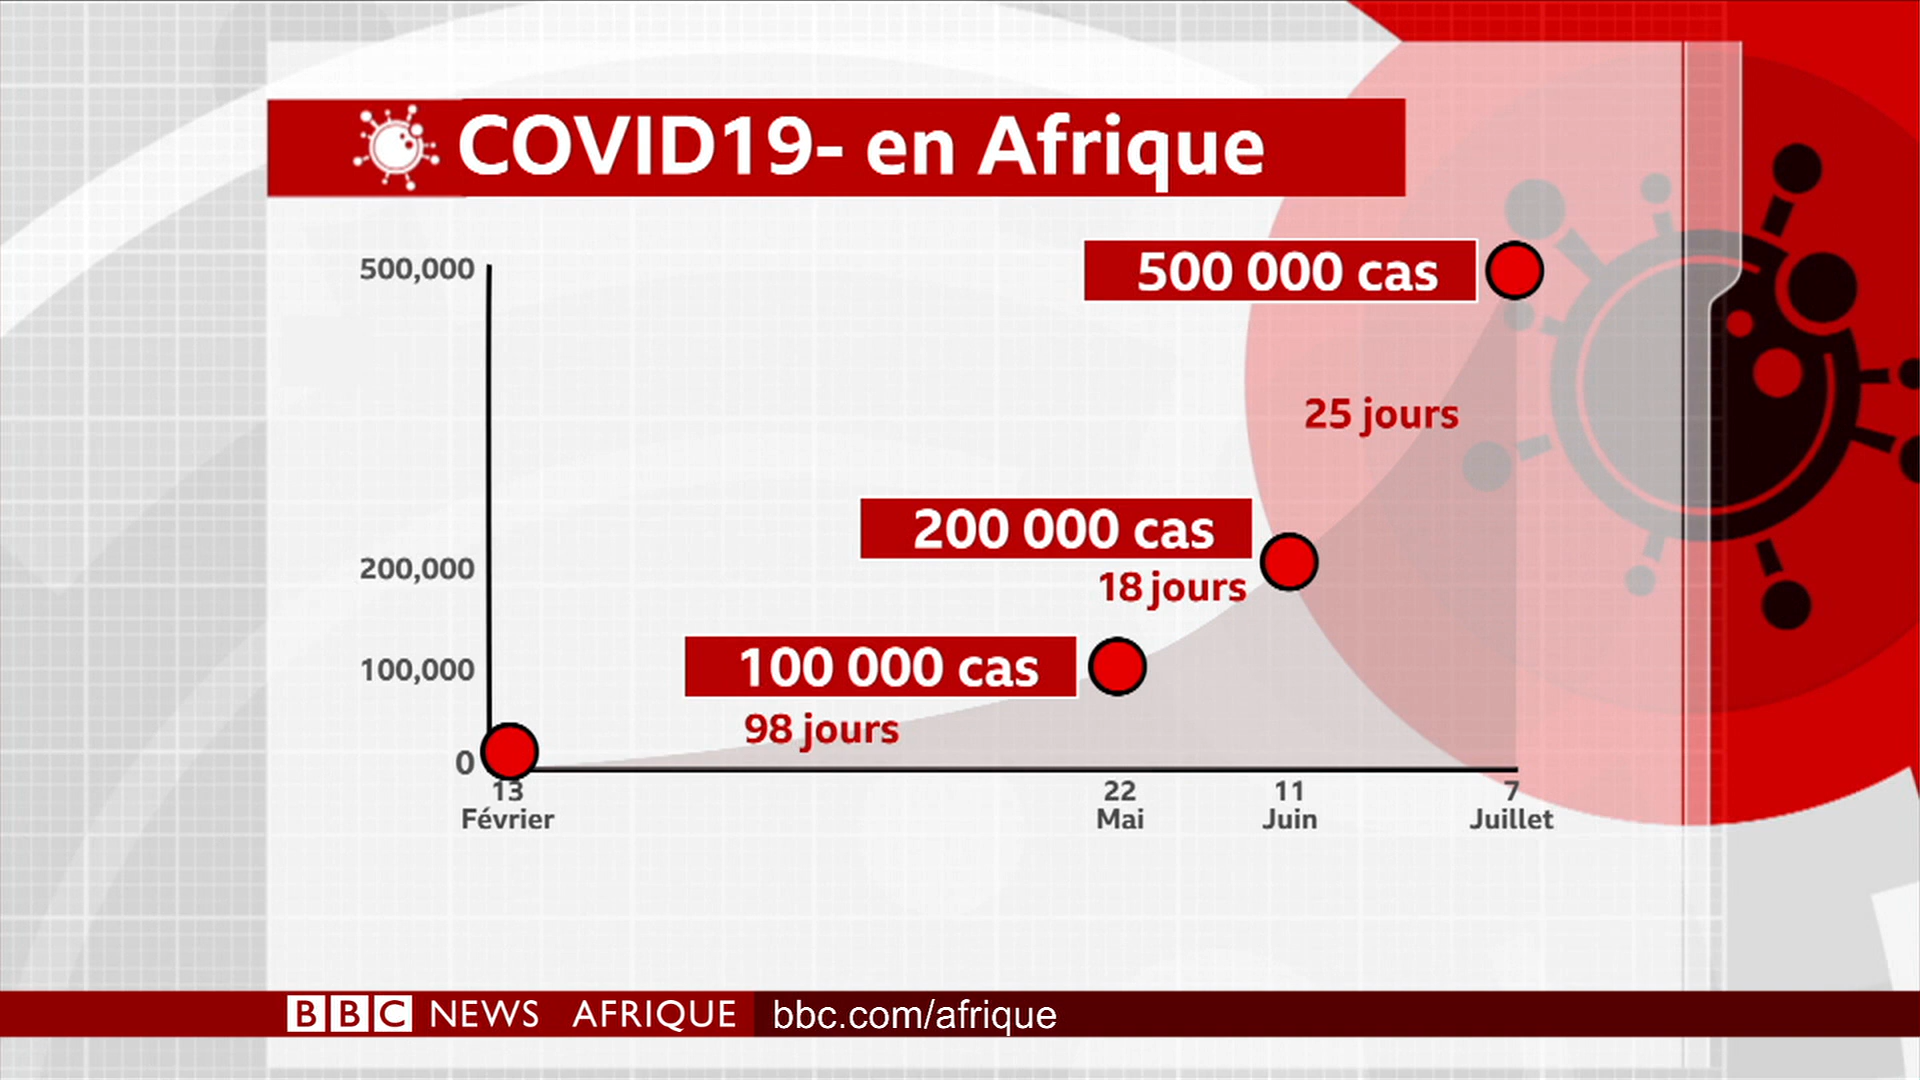 COVID19- en Afrique
500,000
500 000 cas
25 jours
200 000 cas
200,000
18 jours
100 000 cas
100,000
98 jours
0
13
Février
22
Mai
11
Juin
7
Juillet
BBC NEWS AFRIQUE bbc.com/afrique